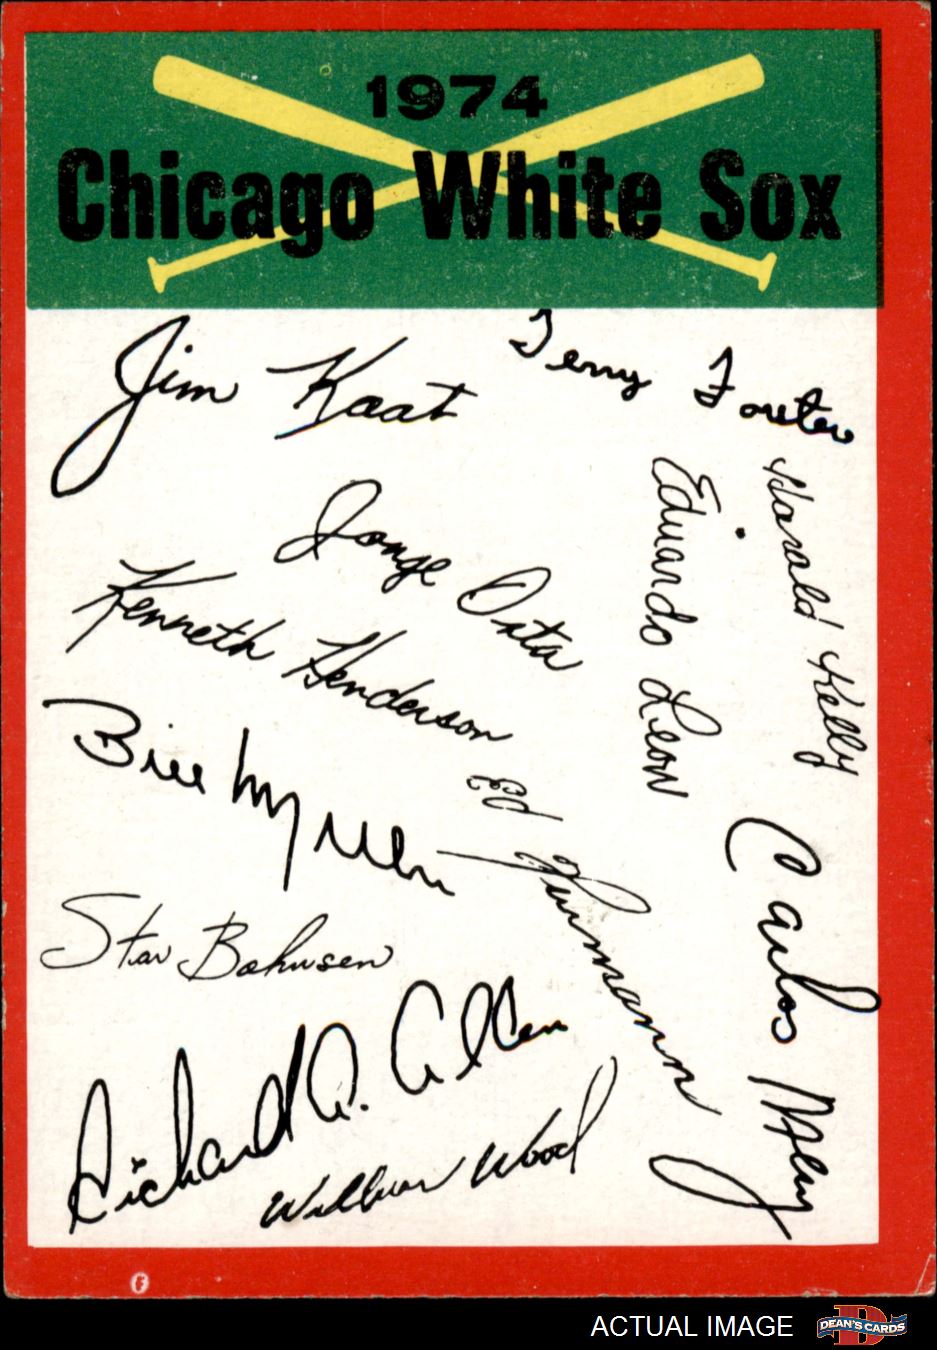 1974
Chicago White Sox
Jim Kaat
Terry Forster
Jorge Orta
Kenneth Henderson
Eduardo Leon
Harold Kelly
Bill Melton
Ed Herrmann
Stan Bahnsen
Carlos May
Richard A. Allen
Wilbur Wood
f
ACTUAL IMAGE
DEAN'S CARDS